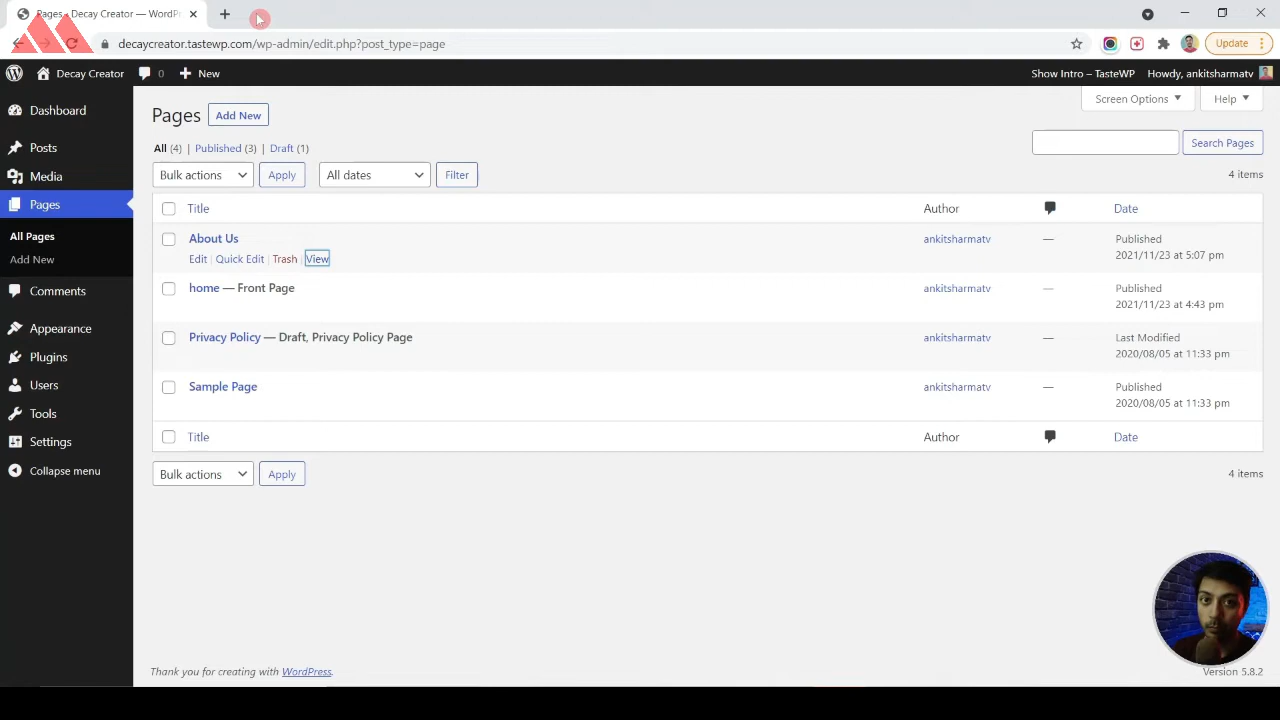 Pages - Decay Creator — WordPr
decaycreator.tastewp.com/wp-admin/edit.php?post_type=page
Update
Decay Creator
0
New
Show Intro – TasteWP
Howdy, ankitsharmatv
Dashboard
Posts
Media
Pages
All Pages
Add New
Comments
Appearance
Plugins
Users
Tools
Settings
Collapse menu
Pages
Add New
Screen Options
Help
All (4) | Published (3) | Draft (1)
Search Pages
Bulk actions
Apply
All dates
Filter
4 items
Title
Author
Date
About Us
ankitsharmatv
—
Published
2021/11/23 at 5:07 pm
Edit | Quick Edit | Trash | View
home — Front Page
ankitsharmatv
—
Published
2021/11/23 at 4:43 pm
Privacy Policy — Draft, Privacy Policy Page
ankitsharmatv
—
Last Modified
2020/08/05 at 11:33 pm
Sample Page
ankitsharmatv
—
Published
2020/08/05 at 11:33 pm
Title
Author
Date
Bulk actions
Apply
4 items
Thank you for creating with WordPress.
Version 5.8.2